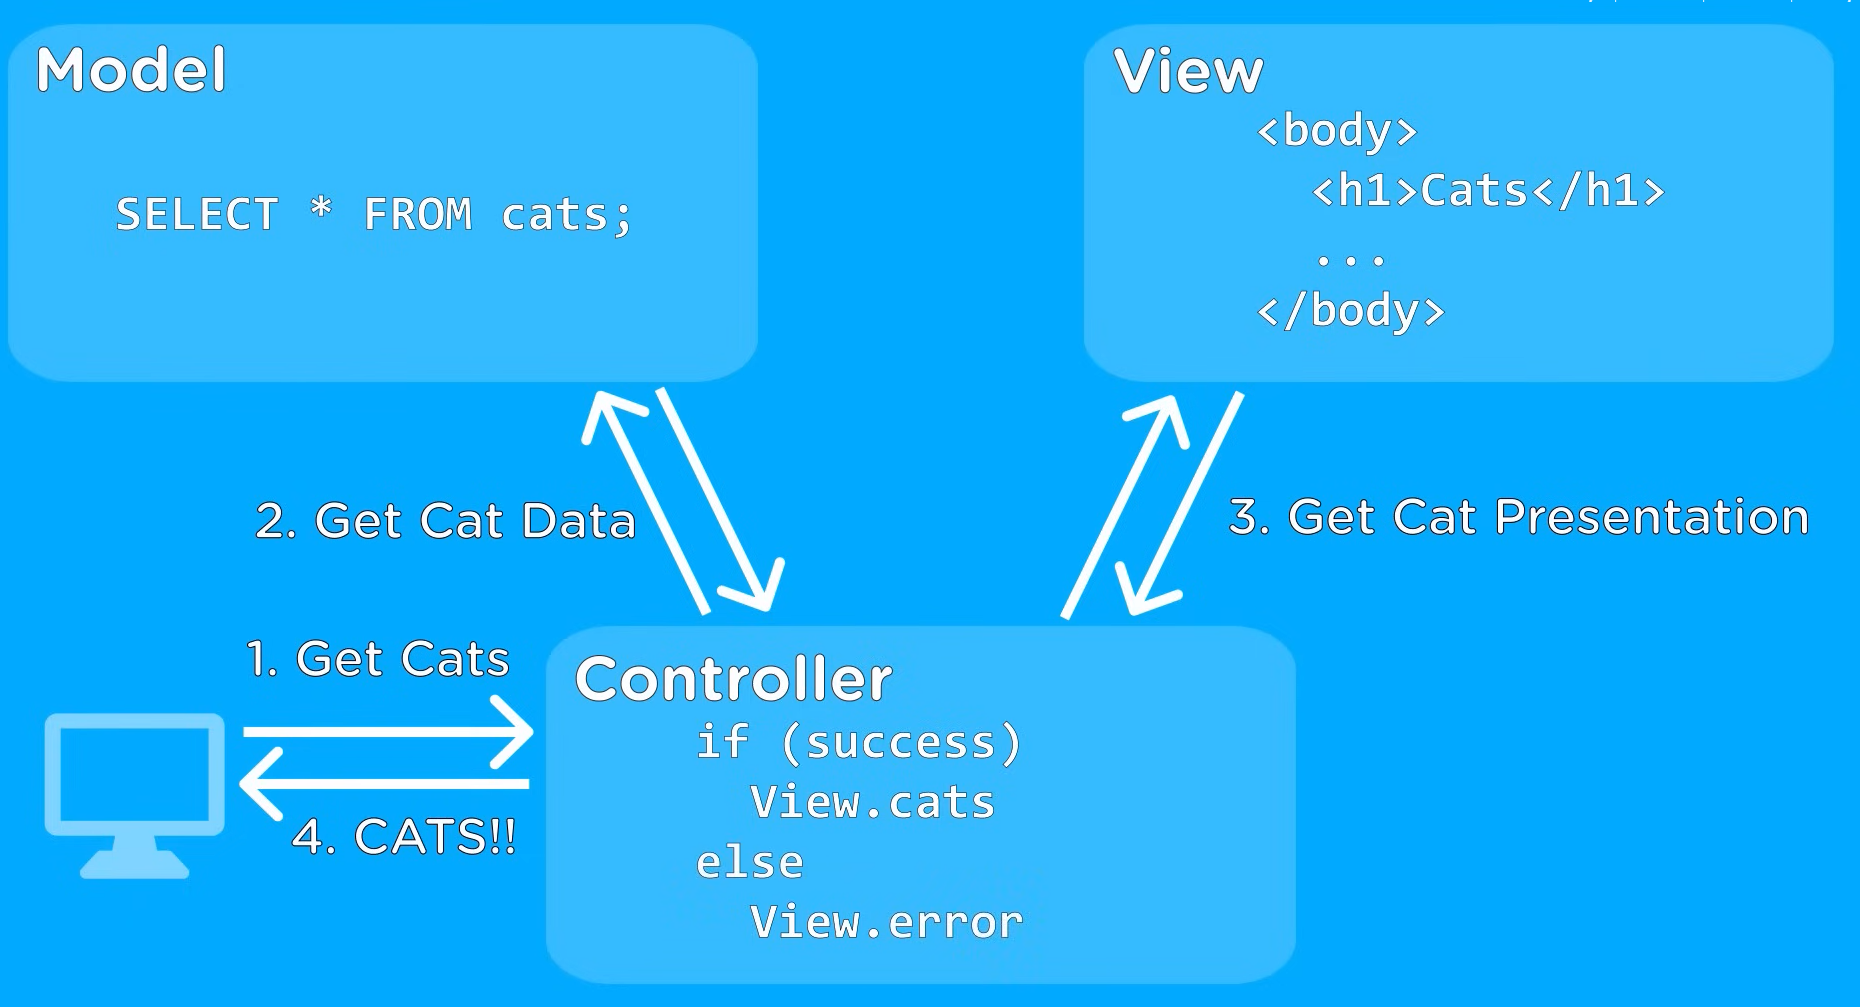 Model
SELECT * FROM cats;
View
<body>
<h1>Cats</h1>
...
</body>
2. Get Cat Data
3. Get Cat Presentation
1. Get Cats
4. CATS!!
Controller
if (success)
View.cats
else
View.error